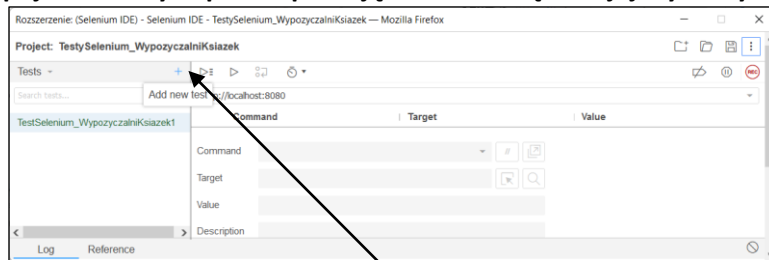 Rozszerzenie: (Selenium IDE) - Selenium IDE - TestySelenium_WypozyczalniKsiazek — Mozilla Firefox
Project: TestySelenium_WypozyczalniKsiazek
Tests
Search tests...
Add new test
p://localhost:8080
Command Target Value
TestSelenium_WypozyczalniKsiazek1
Command
//
Target
Value
Description
Log Reference
REC